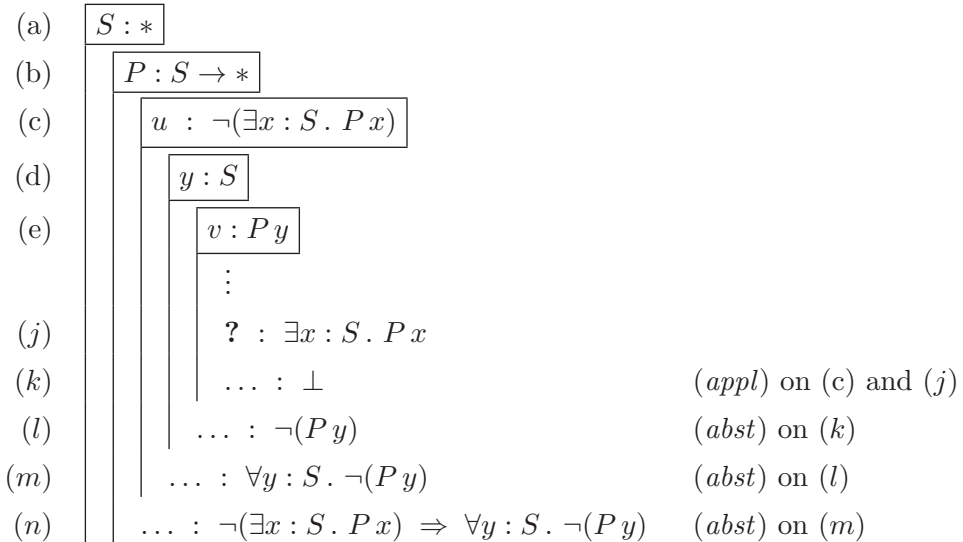 (a) S : ∗
(b) P : S → ∗
(c) u : ¬(∃x : S . P x)
(d) y : S
(e) v : P y
⋮
(j) ? : ∃x : S . P x
(k) … : ⊥ (appl) on (c) and (j)
(l) … : ¬(P y) (abst) on (k)
(m) … : ∀y : S . ¬(P y) (abst) on (l)
(n) … : ¬(∃x : S . P x) ⇒ ∀y : S . ¬(P y) (abst) on (m)